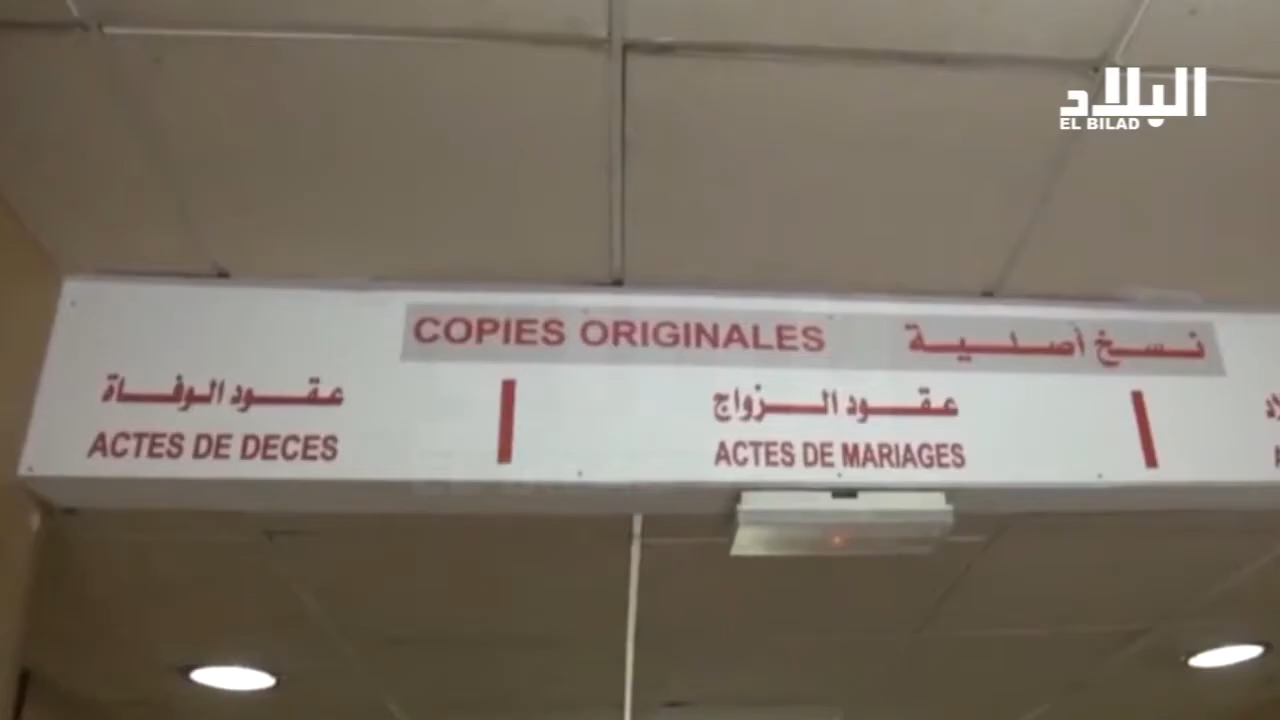 البلاد
EL BILAD
COPIES ORIGINALES نسخ أصلية
عقود الوفاة
ACTES DE DECES
عقود الزواج
ACTES DE MARIAGES